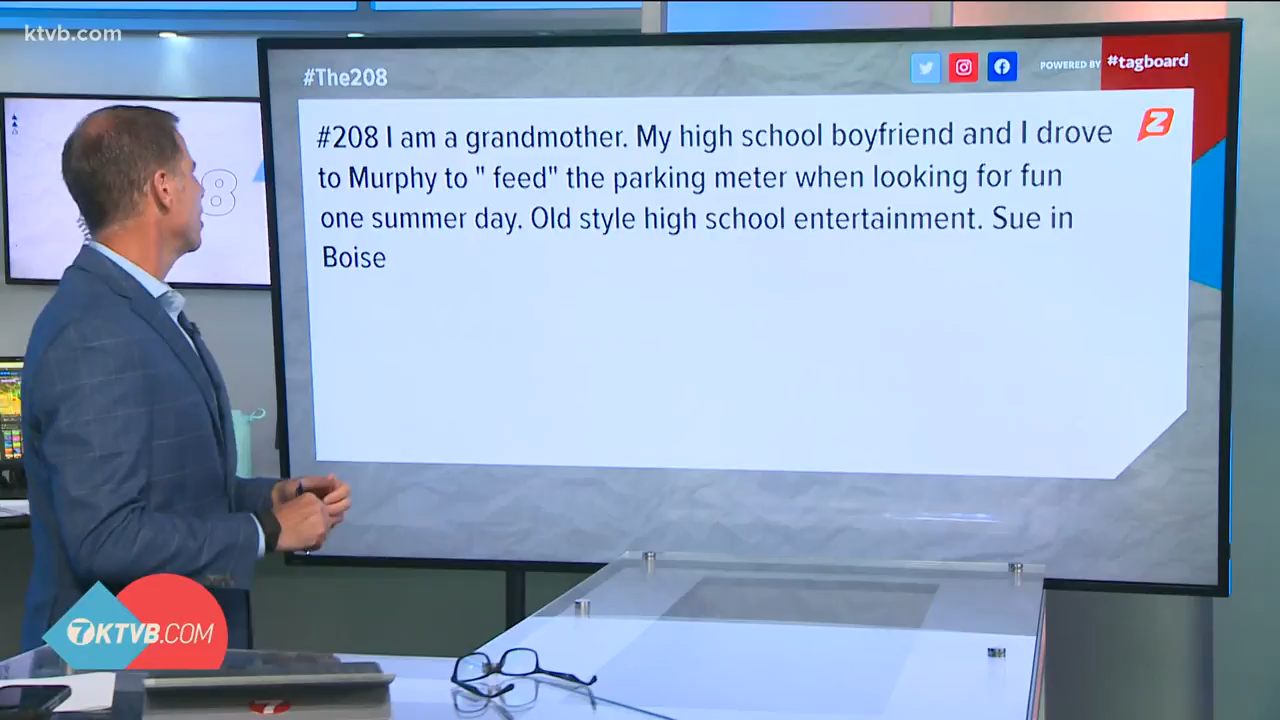 ktvb.com
#The208
POWERED BY #tagboard
#208 I am a grandmother. My high school boyfriend and I drove
to Murphy to " feed" the parking meter when looking for fun
one summer day. Old style high school entertainment. Sue in
Boise
8
7KTVB.COM